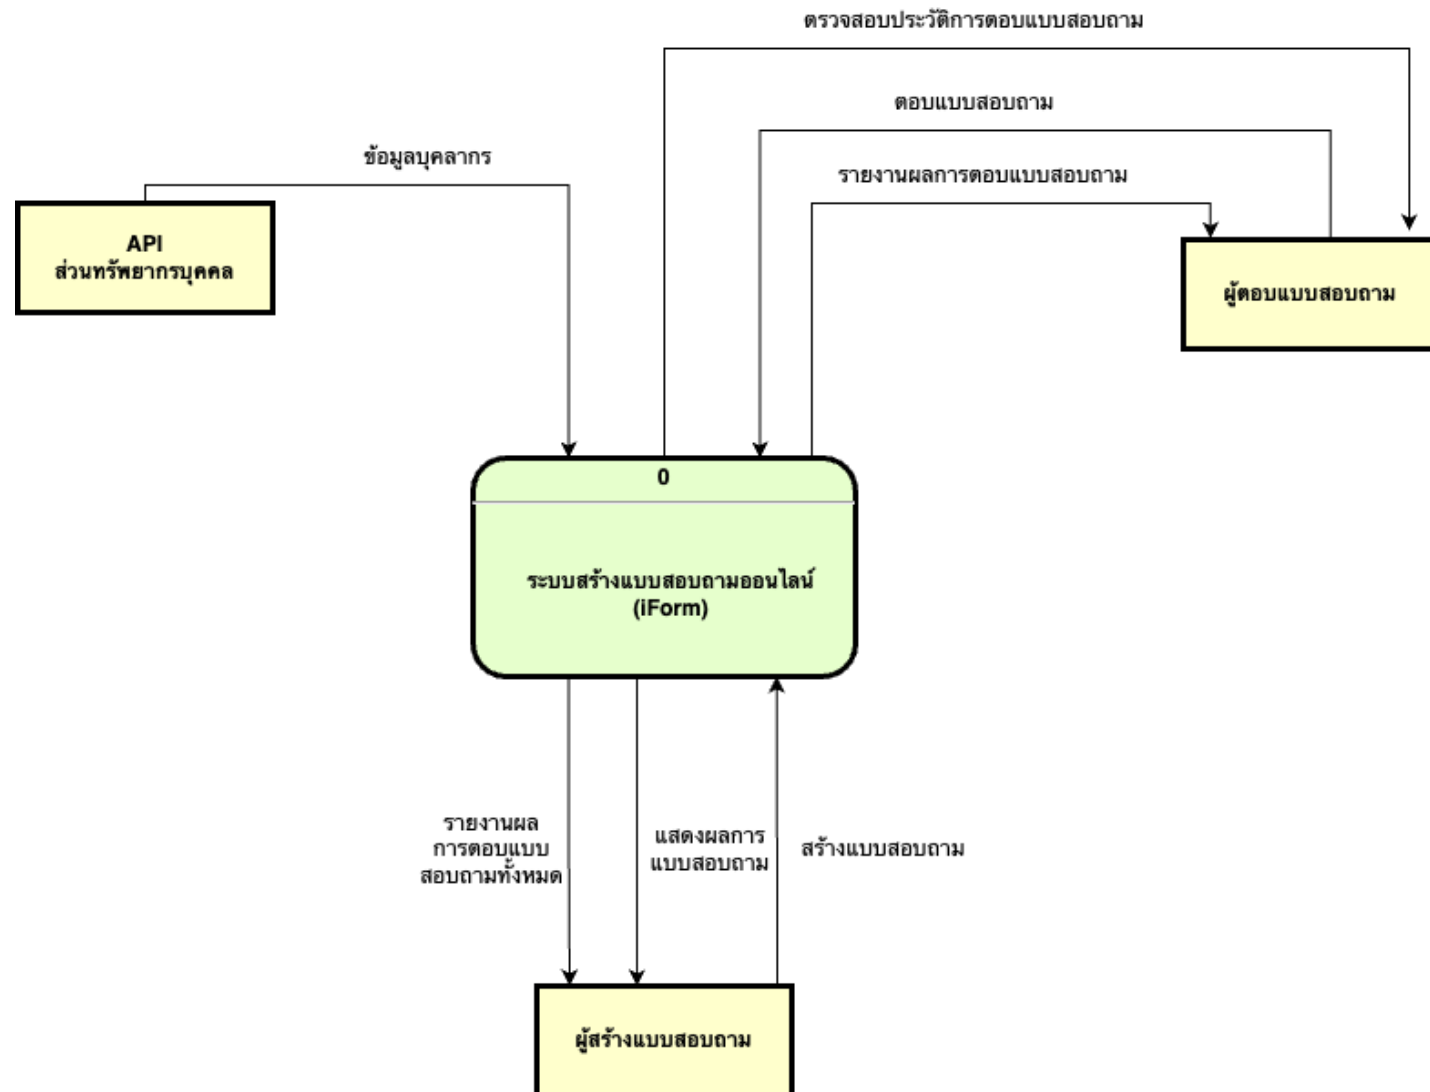 ตรวจสอบประวัติการตอบแบบสอบถาม
ตอบแบบสอบถาม
ข้อมูลบุคลากร
รายงานผลการตอบแบบสอบถาม
API
ส่วนทรัพยากรบุคคล
ผู้ตอบแบบสอบถาม
0
ระบบสร้างแบบสอบถามออนไลน์
(iForm)
รายงานผล
การตอบแบบ
สอบถามทั้งหมด
แสดงผลการ
แบบสอบถาม
สร้างแบบสอบถาม
ผู้สร้างแบบสอบถาม